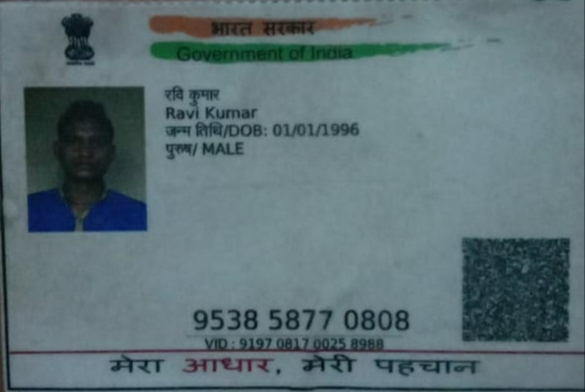 भारत सरकार
Government of India
रवि कुमार
Ravi Kumar
जन्म तिथि/DOB: 01/01/1996
पुरुष/ MALE
9538 5877 0808
VID : 9197 0817 0025 8988
मेरा आधार, मेरी पहचान